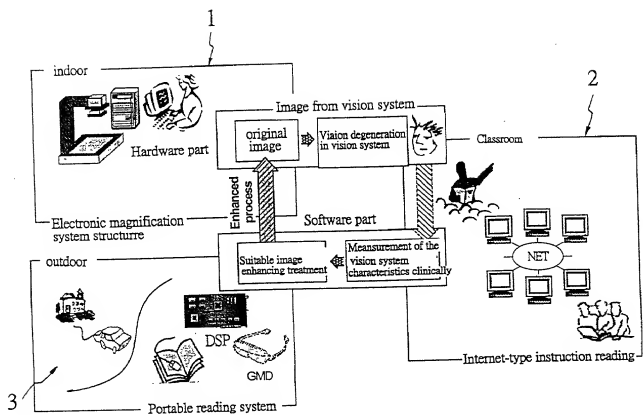 1
indoor
Hardware part
Electronic magnification
system structurre
Image from vision system
original
image
Viaion degeneration
in vision system
2
Classroom
Enhanced
process
Software part
Suitable image
enhancing treatment
Mneasurement of the
vision system
characteristics clinically
NET
Internet-type instruction reading
outdoor
DSP
GMD
3
Portable reading system